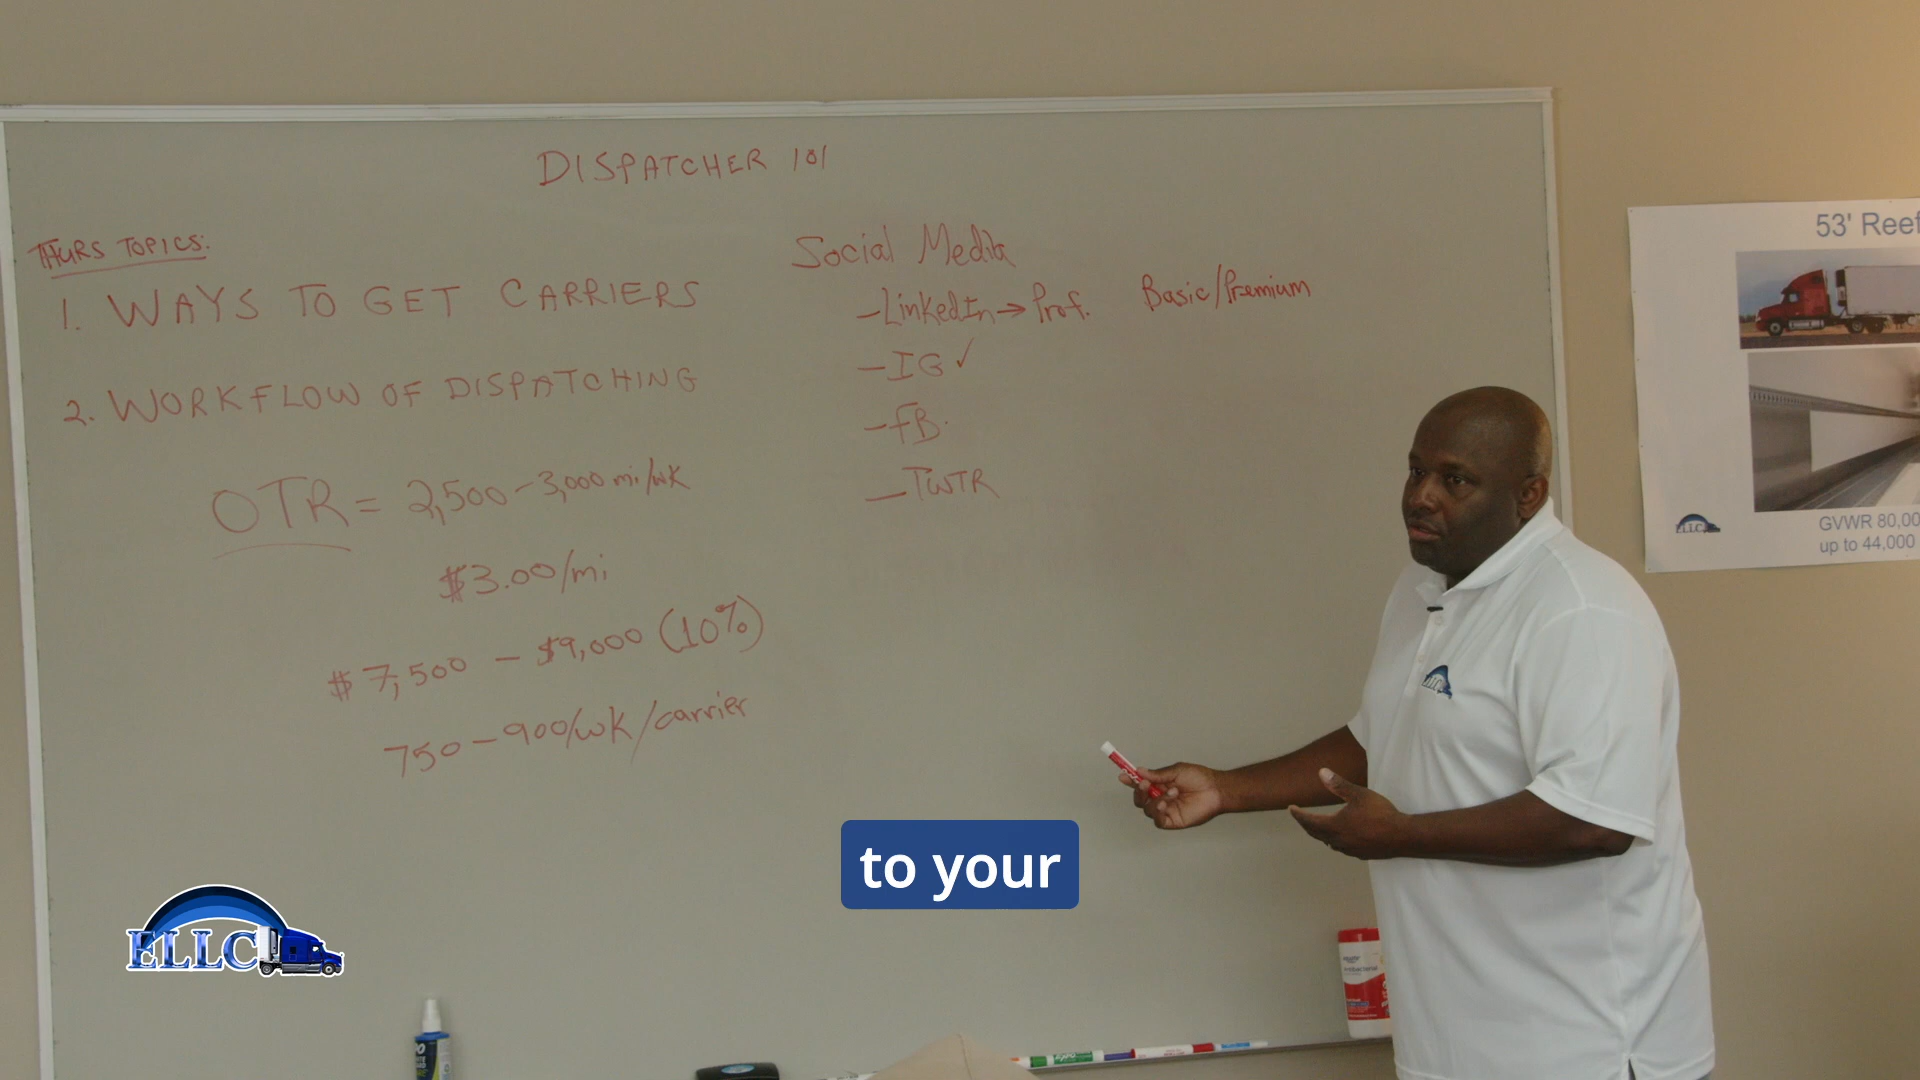 DISPATCHER 101
THURS TOPICS:
1. WAYS TO GET CARRIERS
2. WORKFLOW OF DISPATCHING
OTR = 2,500-3,000 mi/wk
$3.00/mi
$7,500 - $9,000 (10%)
750-900/wk/carrier
Social Media
-LinkedIn→Prof. Basic/Premium
-IG✓
-FB.
-TWTR
53' Reef
ELLC
GVWR 80,00
up to 44,000
ELLC
to your
ELLC